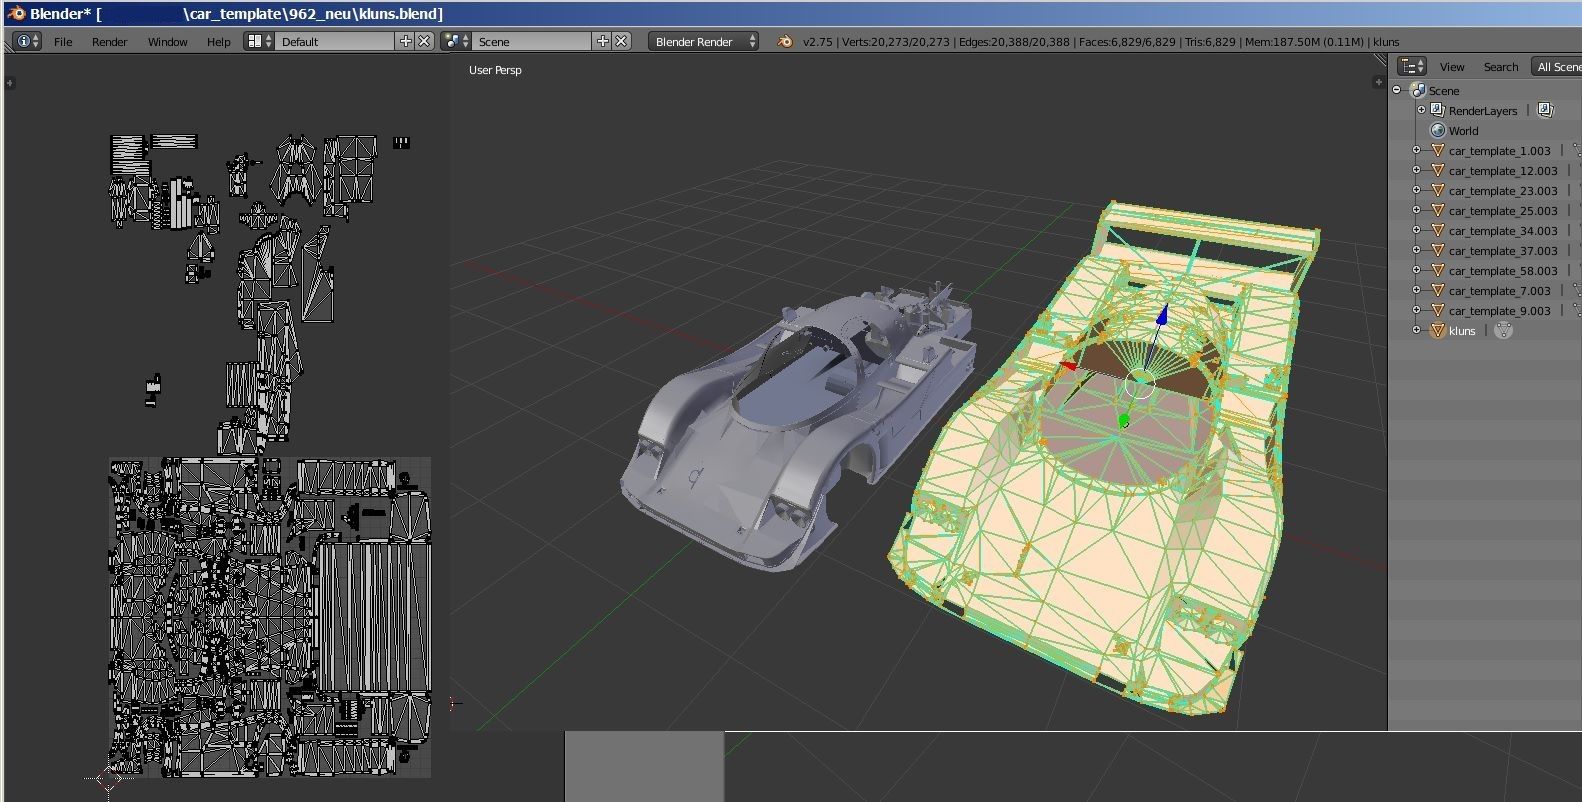 Blender* [ \car_template\962_neu\kluns.blend]
File Render Window Help Default Scene Blender Render v2.75 | Verts:20,273/20,273 | Edges:20,388/20,388 | Faces:6,829/6,829 | Tris:6,829 | Mem:187.50M (0.11M) | kluns
User Persp
View Search All Scene
Scene
RenderLayers |
World
car_template_1.003 |
car_template_12.003 |
car_template_23.003 |
car_template_25.003 |
car_template_34.003 |
car_template_37.003 |
car_template_58.003 |
car_template_7.003 |
car_template_9.003 |
kluns |